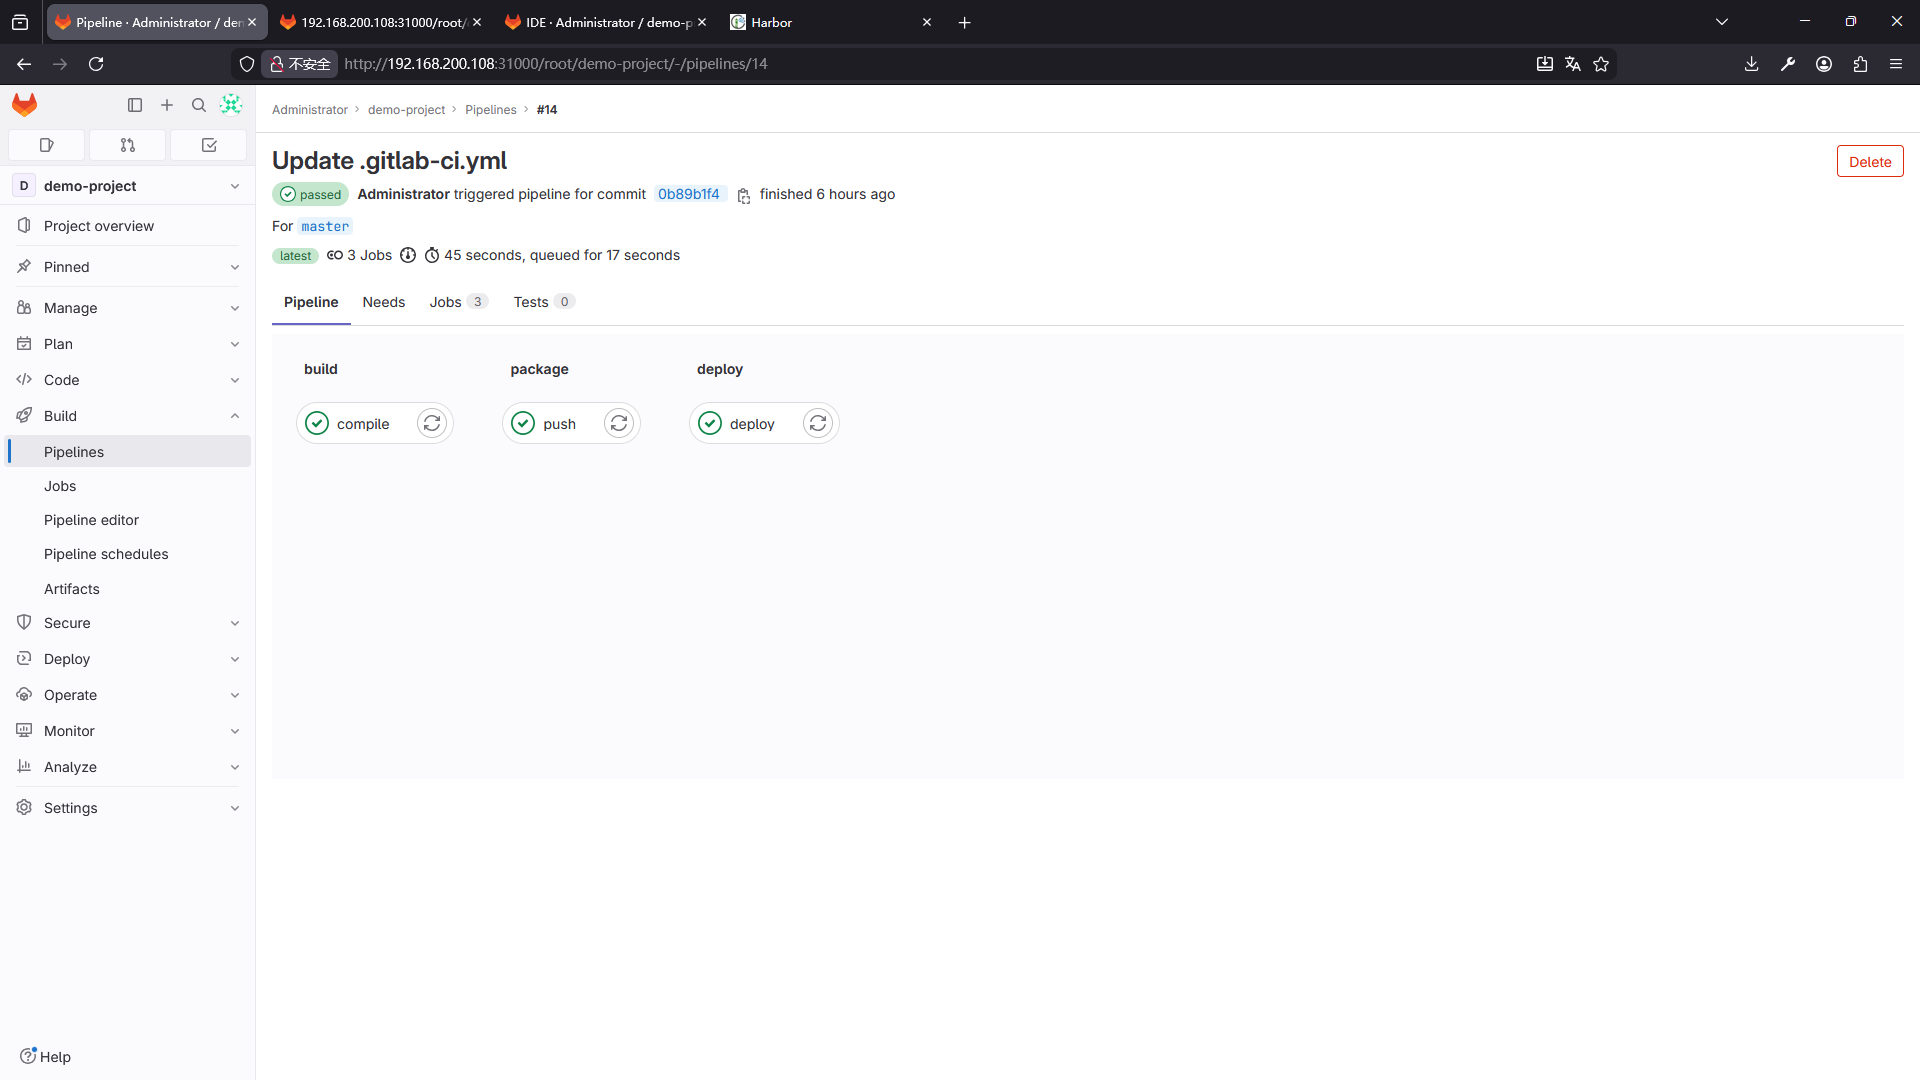 Pipeline · Administrator / de
192.168.200.108:31000/root/
IDE · Administrator / demo-p
Harbor
不安全
http://192.168.200.108:31000/root/demo-project/-/pipelines/14
Administrator › demo-project › Pipelines › #14
D demo-project
Project overview
Pinned
Manage
Plan
Code
Build
Pipelines
Jobs
Pipeline editor
Pipeline schedules
Artifacts
Secure
Deploy
Operate
Monitor
Analyze
Settings
Help
Update .gitlab-ci.yml
Delete
passed Administrator triggered pipeline for commit 0b89b1f4 finished 6 hours ago
For master
latest 3 Jobs 45 seconds, queued for 17 seconds
Pipeline Needs Jobs 3 Tests 0
build package deploy
compile push deploy